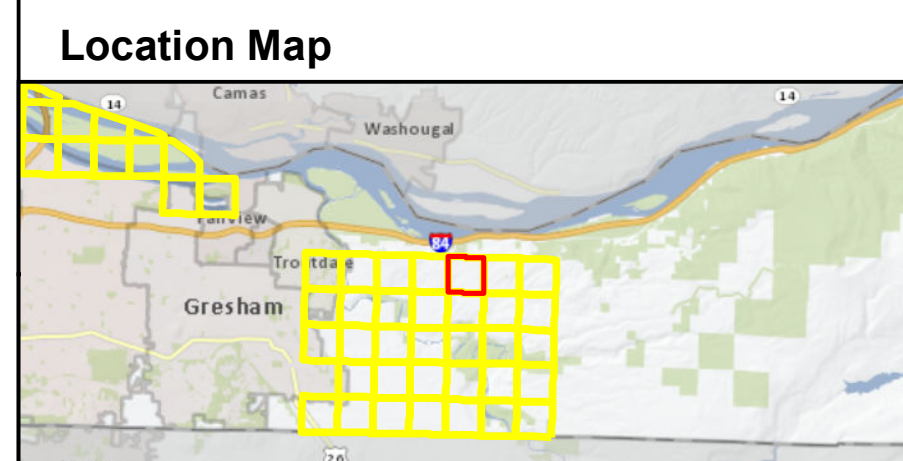 Location Map
14
Camas
14
Washougal
Fairview
84
Troutdale
Gresham
26